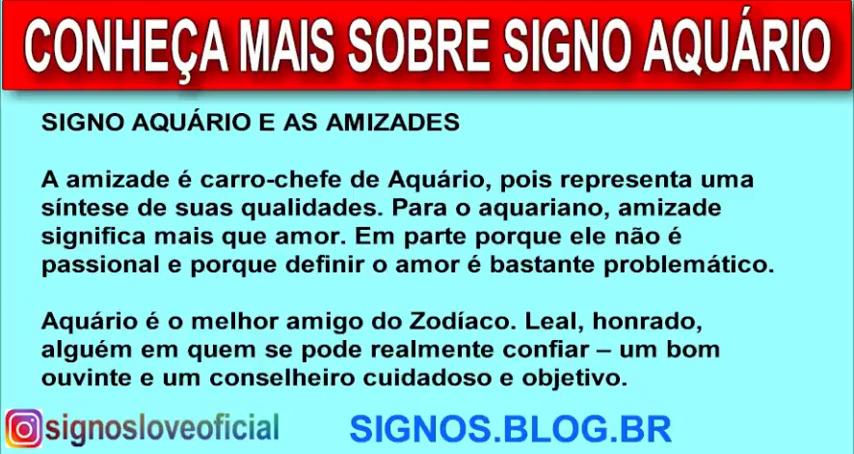 CONHEÇA MAIS SOBRE SIGNO AQUÁRIO
SIGNO AQUÁRIO E AS AMIZADES
A amizade é carro-chefe de Aquário, pois representa uma
síntese de suas qualidades. Para o aquariano, amizade
significa mais que amor. Em parte porque ele não é
passional e porque definir o amor é bastante problemático.
Aquário é o melhor amigo do Zodíaco. Leal, honrado,
alguém em quem se pode realmente confiar – um bom
ouvinte e um conselheiro cuidadoso e objetivo.
signosloveoficial SIGNOS.BLOG.BR